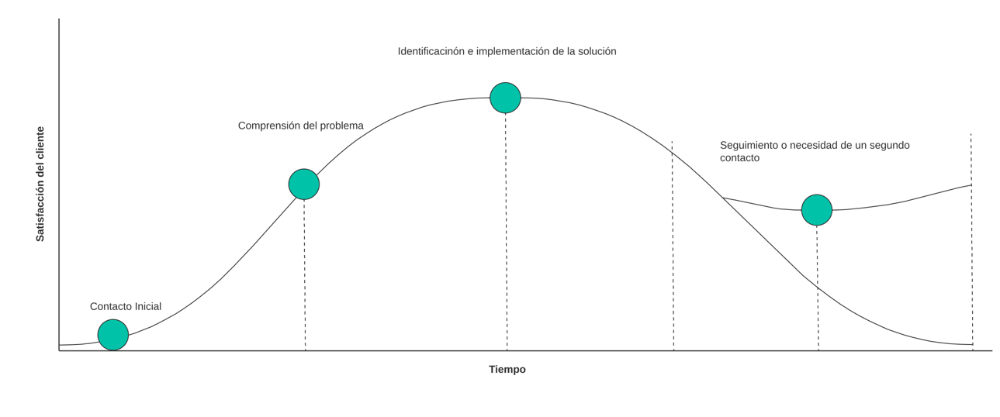 Identificacinón e implementación de la solución
Comprensión del problema
Seguimiento o necesidad de un segundo
contacto
Satisfacción del cliente
Contacto Inicial
Tiempo